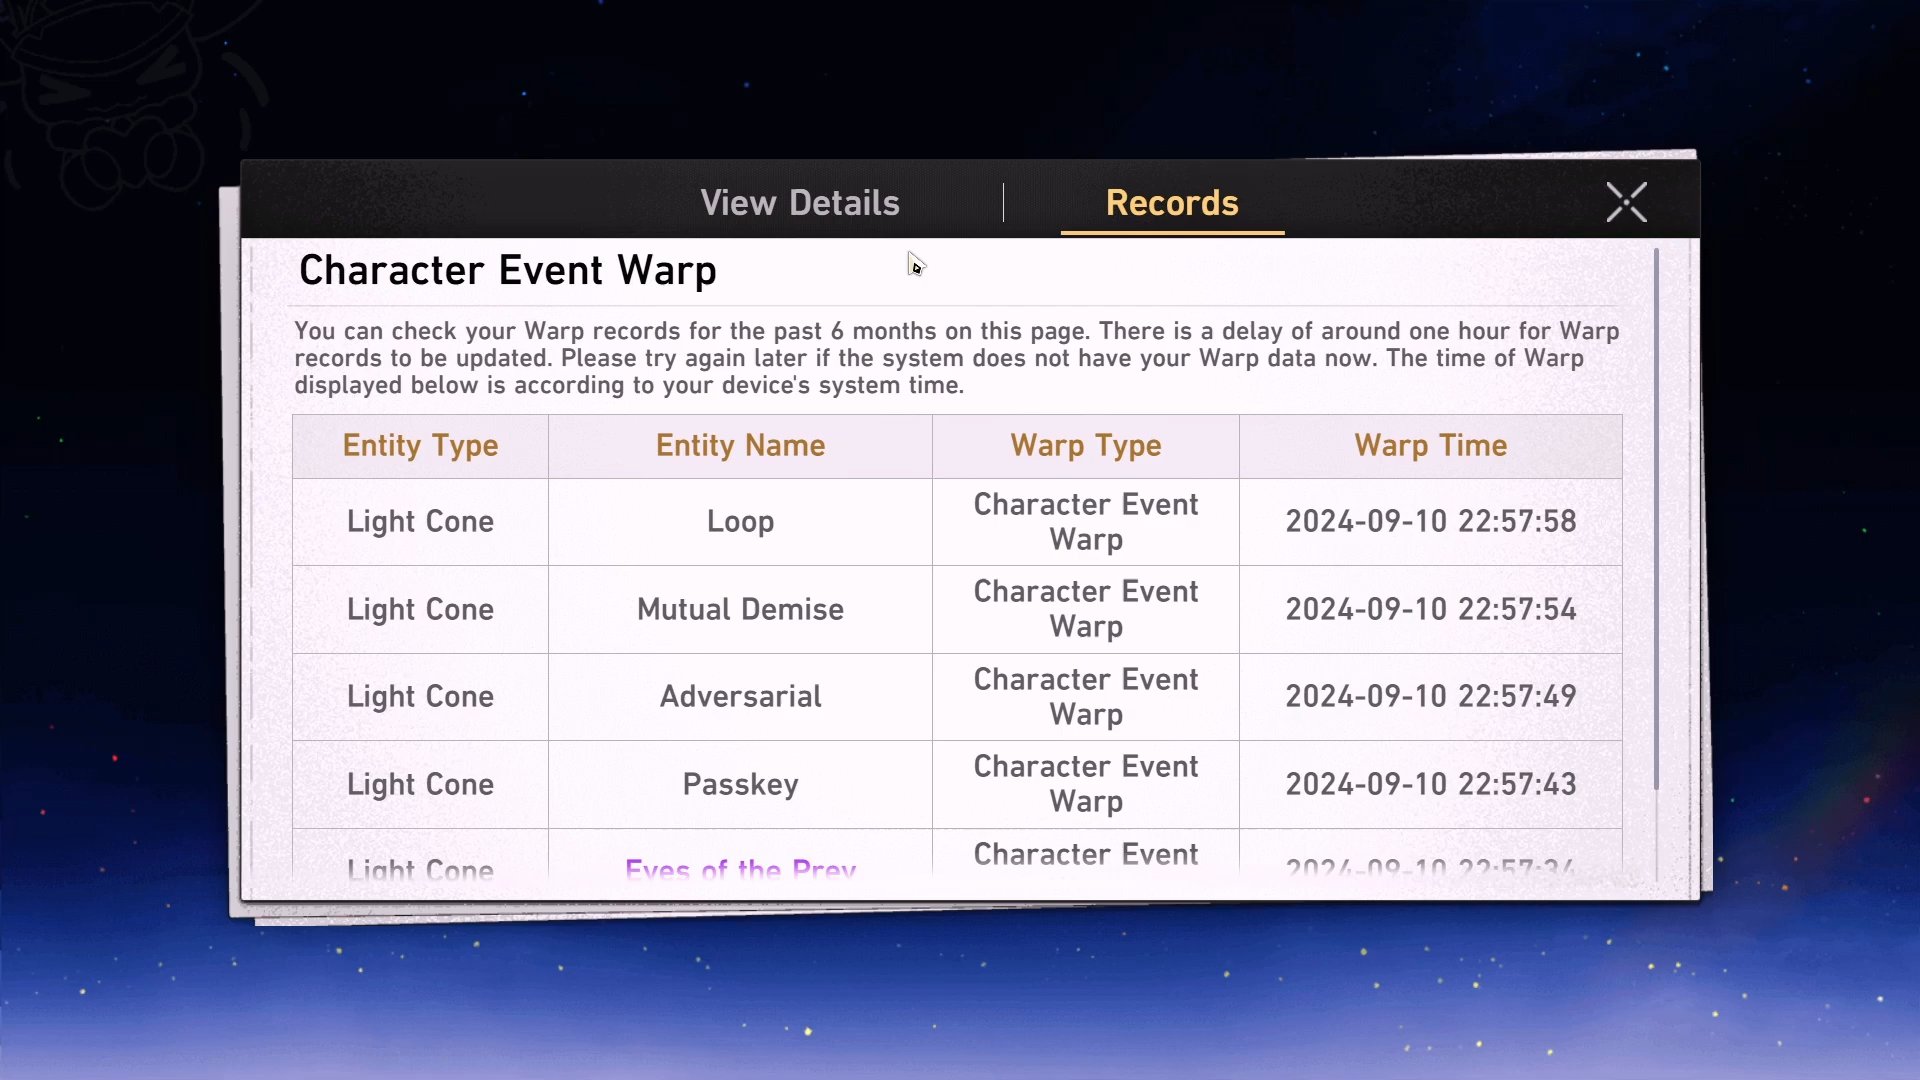 View Details
Records
Character Event Warp
You can check your Warp records for the past 6 months on this page. There is a delay of around one hour for Warp
records to be updated. Please try again later if the system does not have your Warp data now. The time of Warp
displayed below is according to your device's system time.
Entity Type Entity Name Warp Type Warp Time
Light Cone Loop Character Event Warp 2024-09-10 22:57:58
Light Cone Mutual Demise Character Event Warp 2024-09-10 22:57:54
Light Cone Adversarial Character Event Warp 2024-09-10 22:57:49
Light Cone Passkey Character Event Warp 2024-09-10 22:57:43
Light Cone Eyes of the Prey Character Event 2024-09-10 22:57:34